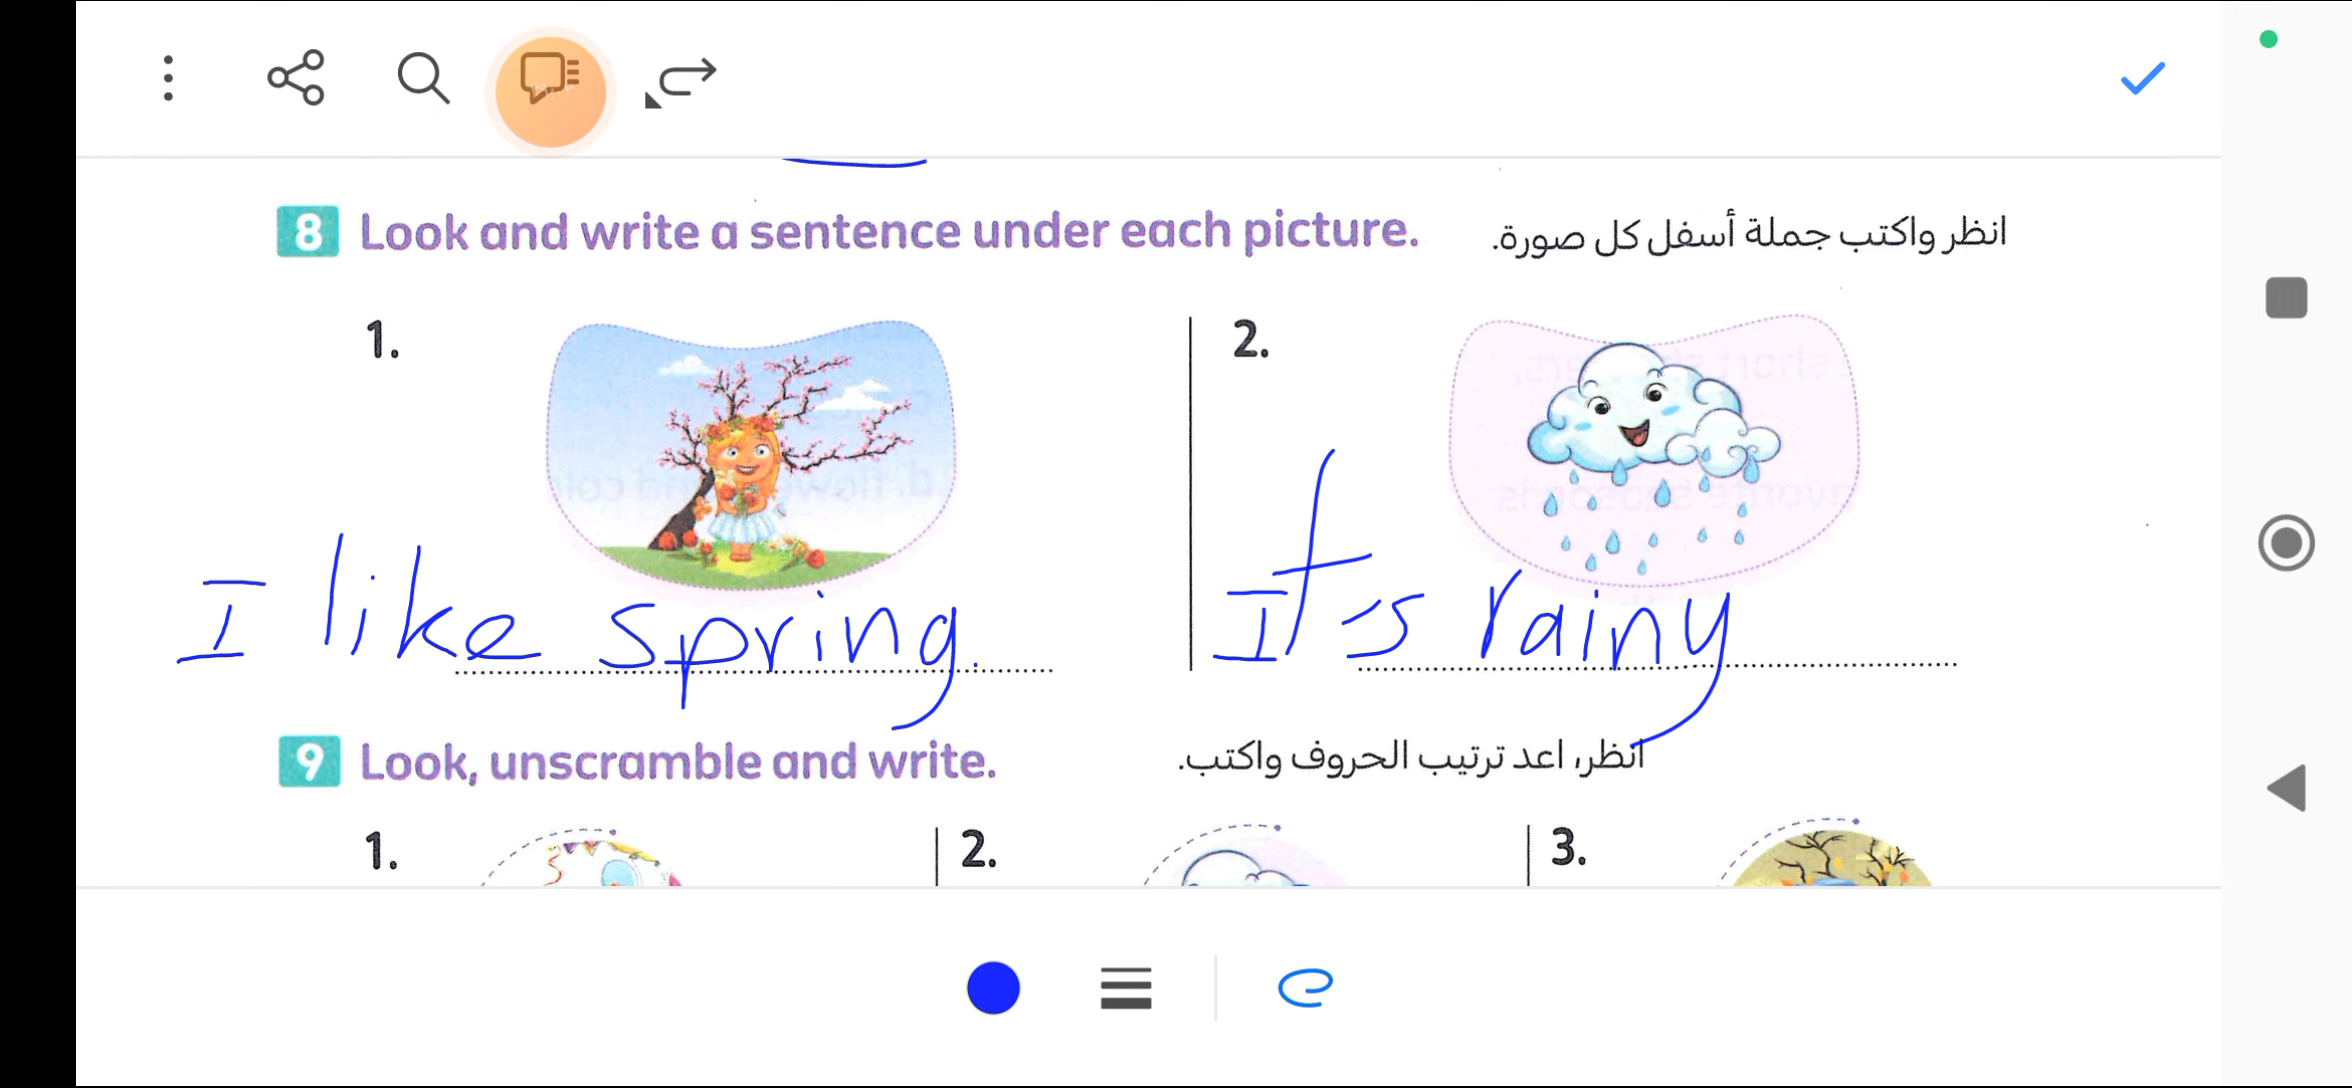 8 Look and write a sentence under each picture. انظر واكتب جملة أسفل كل صورة.
1. 2.
I like spring. It's rainy
9 Look, unscramble and write. انظر، اعد ترتيب الحروف واكتب.
1. 2. 3.